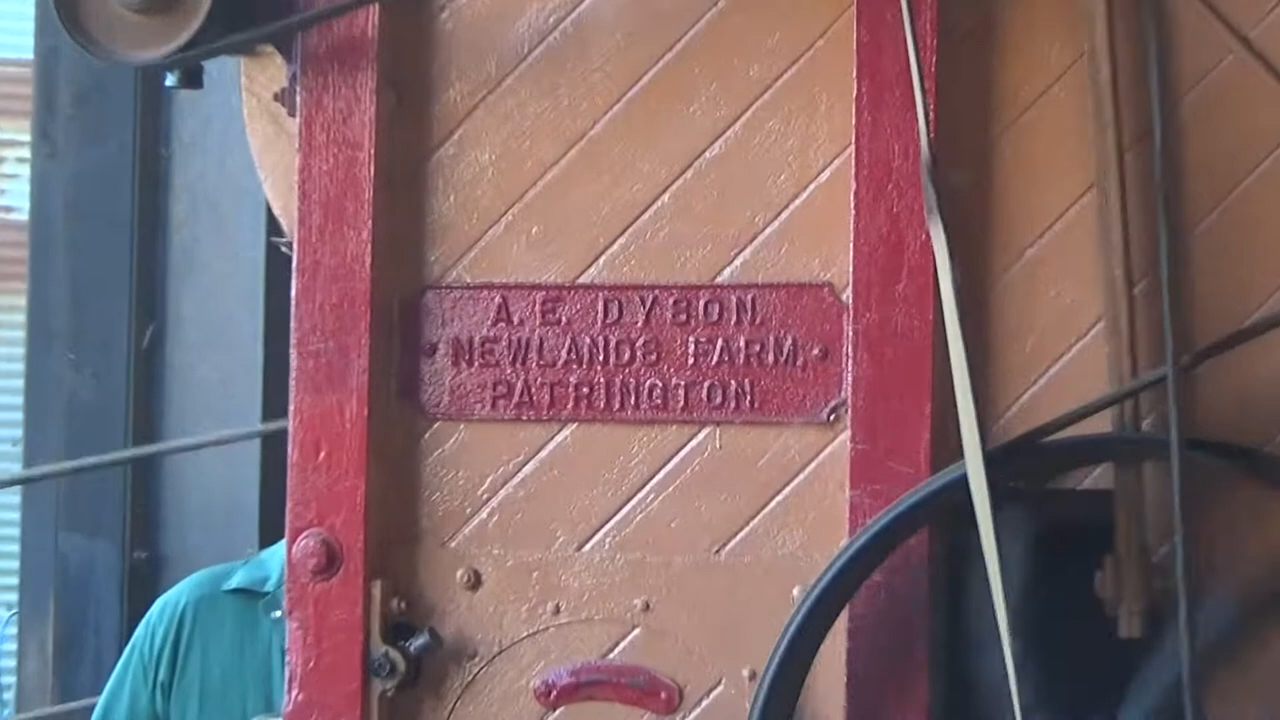 A. E. DYSON.
NEWLANDS FARM,
PATRINGTON